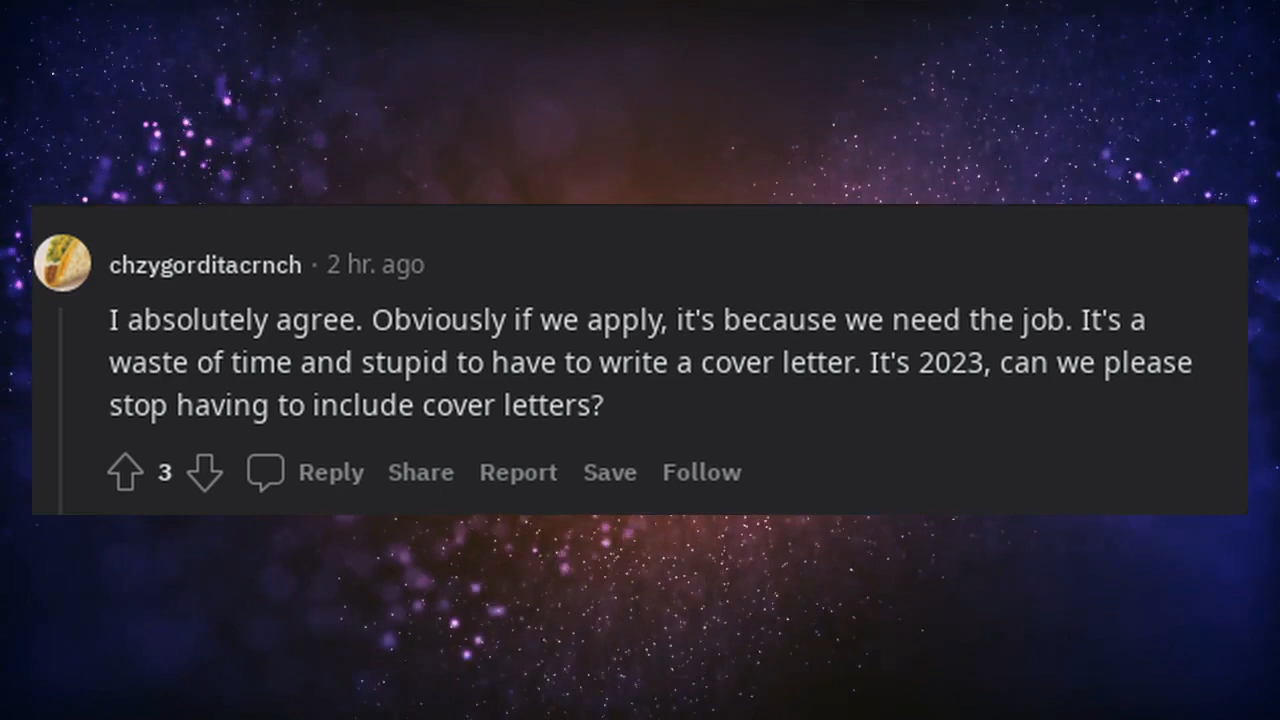 chzygorditacrnch · 2 hr. ago
I absolutely agree. Obviously if we apply, it's because we need the job. It's a
waste of time and stupid to have to write a cover letter. It's 2023, can we please
stop having to include cover letters?
3 Reply Share Report Save Follow